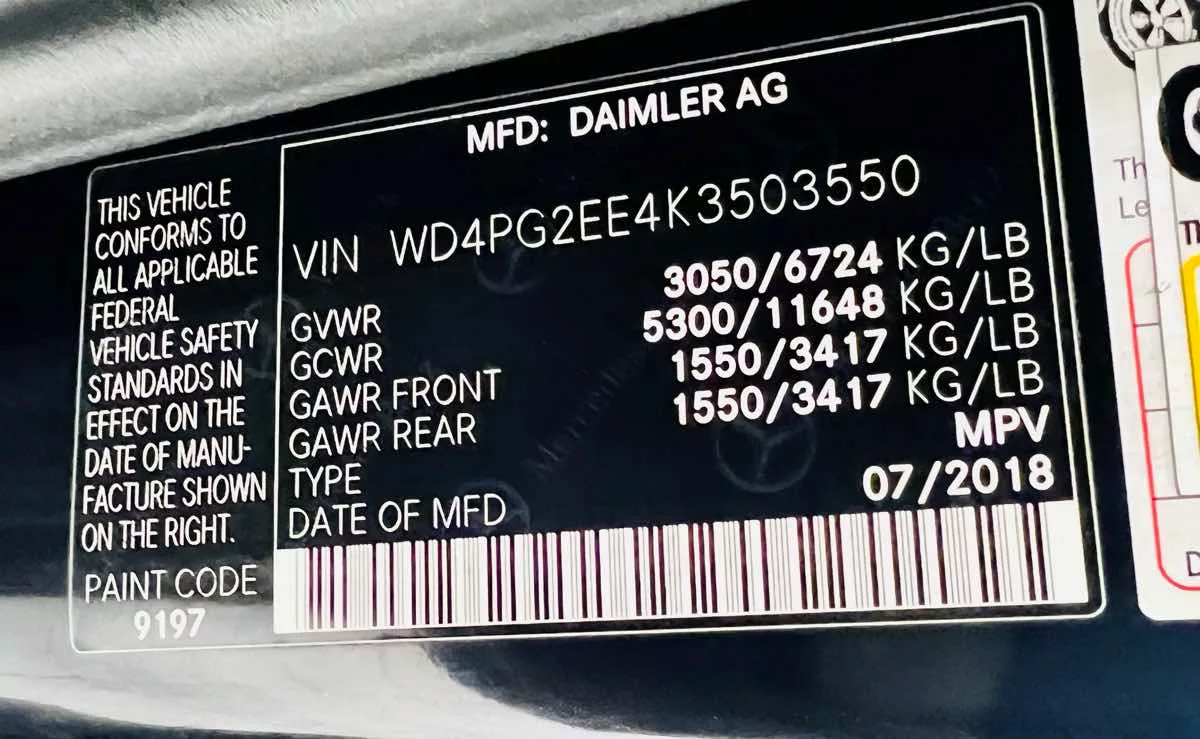 MFD: DAIMLER AG
THIS VEHICLE
CONFORMS TO
ALL APPLICABLE
FEDERAL
VEHICLE SAFETY
STANDARDS IN
EFFECT ON THE
DATE OF MANU-
FACTURE SHOWN
ON THE RIGHT.
PAINT CODE
9197
VIN WD4PG2EE4K3503550
GVWR 3050/6724 KG/LB
GCWR 5300/11648 KG/LB
GAWR FRONT 1550/3417 KG/LB
GAWR REAR 1550/3417 KG/LB
TYPE MPV
DATE OF MFD 07/2018
Th
Le